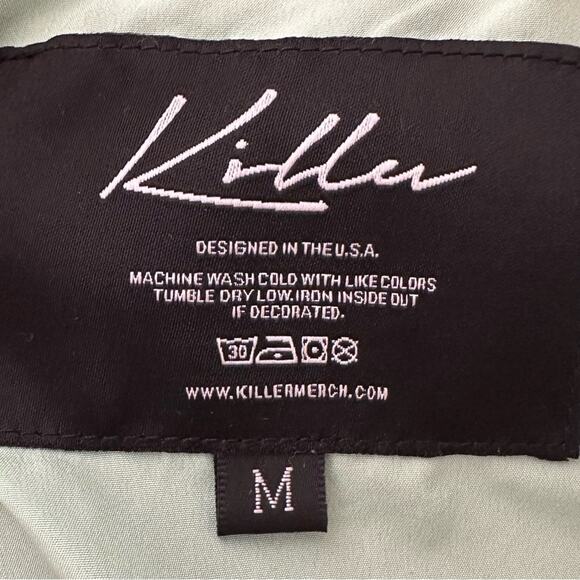 Killer
DESIGNED IN THE U.S.A.
MACHINE WASH COLD WITH LIKE COLORS
TUMBLE DRY LOW. IRON INSIDE OUT
IF DECORATED.
30
WWW.KILLERMERCH.COM
M